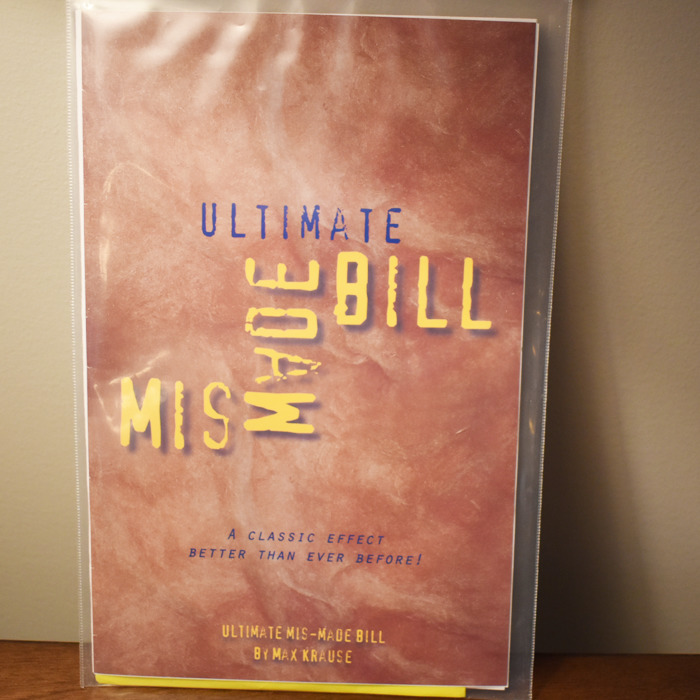 ULTIMATE
MIS
MADE
BILL
A CLASSIC EFFECT
BETTER THAN EVER BEFORE!
ULTIMATE MIS-MADE BILL
BY MAX KRAUSE